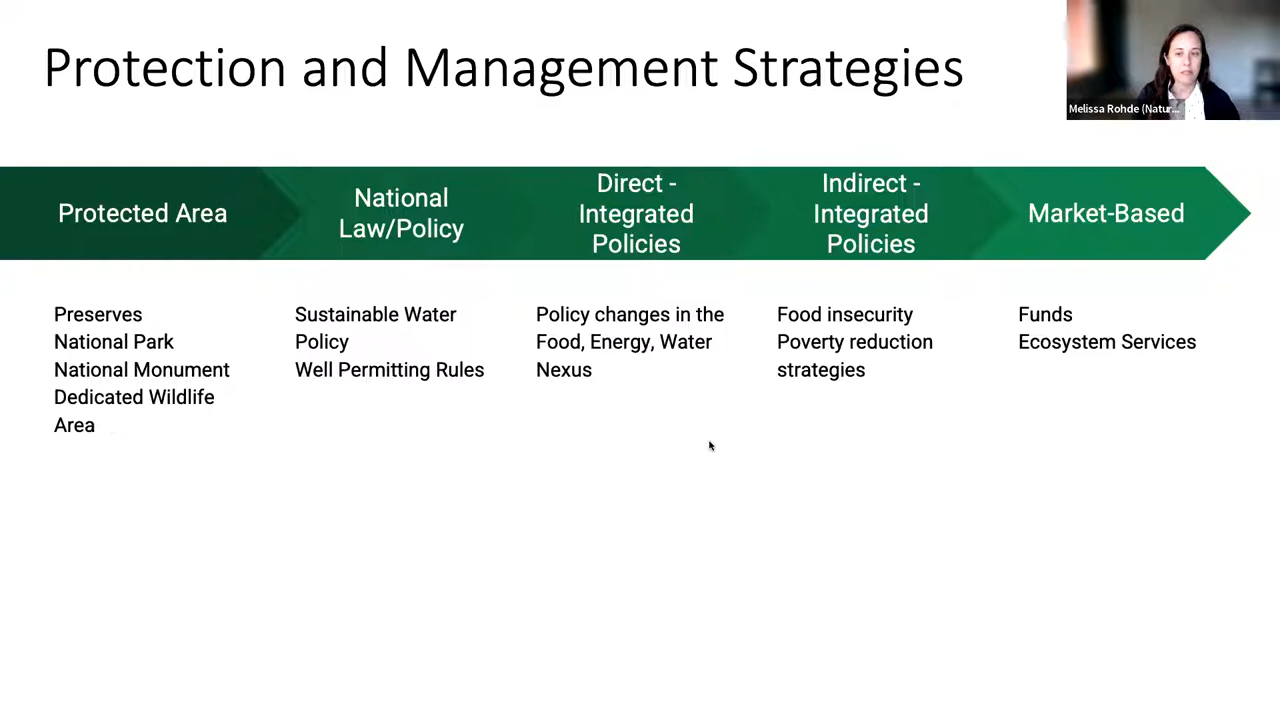 Protection and Management Strategies
Melissa Rohde (Natur...
Protected Area
National
Law/Policy
Direct -
Integrated
Policies
Indirect -
Integrated
Policies
Market-Based
Preserves
National Park
National Monument
Dedicated Wildlife
Area
Sustainable Water
Policy
Well Permitting Rules
Policy changes in the
Food, Energy, Water
Nexus
Food insecurity
Poverty reduction
strategies
Funds
Ecosystem Services